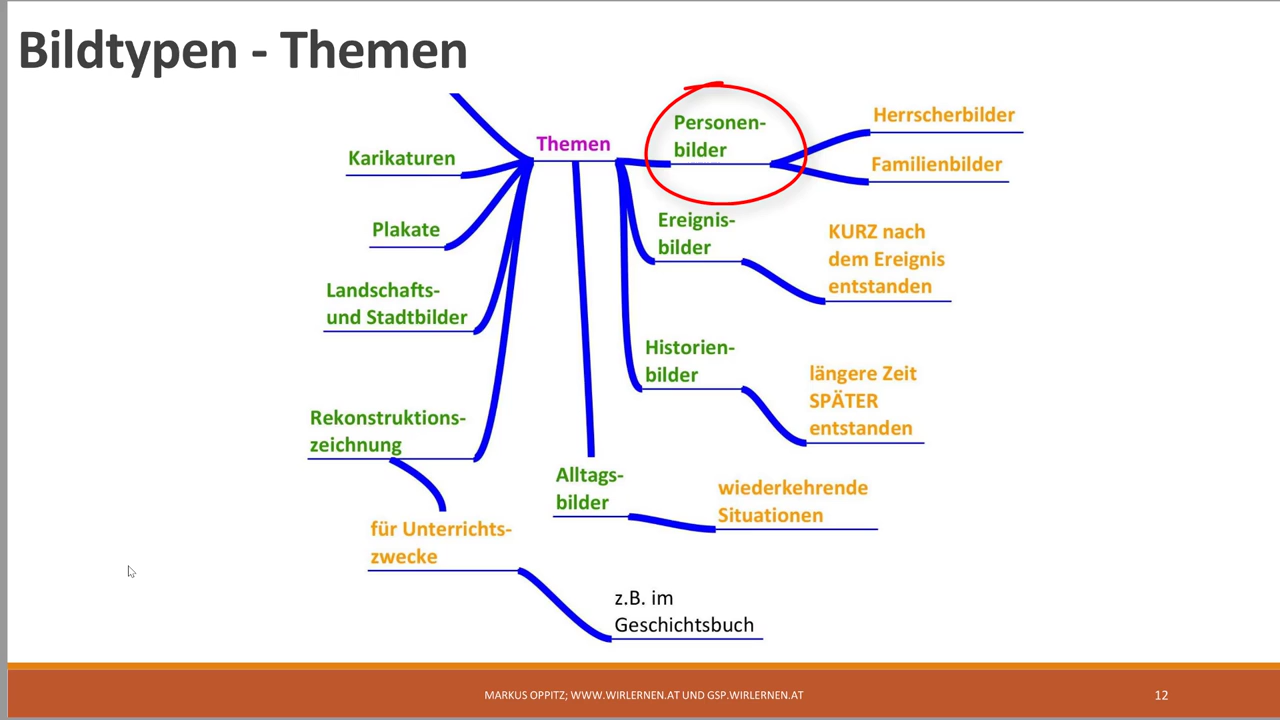 Bildtypen - Themen
Themen
Personen-
bilder
Herrscherbilder
Familienbilder
Ereignis-
bilder
KURZ nach
dem Ereignis
entstanden
Historien-
bilder
längere Zeit
SPÄTER
entstanden
Alltags-
bilder
wiederkehrende
Situationen
Karikaturen
Plakate
Landschafts-
und Stadtbilder
Rekonstruktions-
zeichnung
für Unterrichts-
zwecke
z.B. im
Geschichtsbuch
MARKUS OPPITZ; WWW.WIRLERNEN.AT UND GSP.WIRLERNEN.AT
12